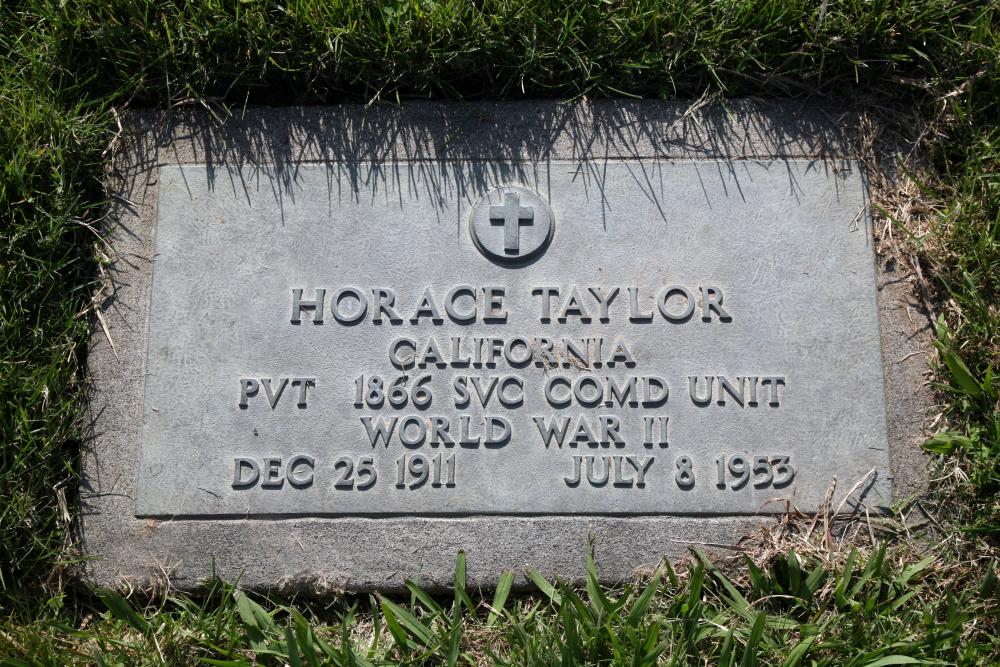 HORACE TAYLOR
CALIFORNIA
PVT 1866 SVC COMD UNIT
WORLD WAR II
DEC 25 1911 JULY 8 1953